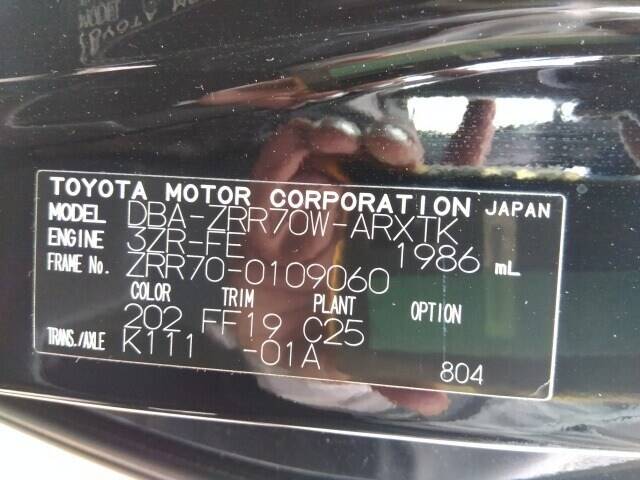 TOYOTA MOTOR CORPORATION JAPAN
MODEL DBA-ZRR70W-ARXTK
ENGINE 3ZR-FE 1986 mL
FRAME No. ZRR70-0109060
COLOR TRIM PLANT OPTION
202 FF19 C25
TRANS./AXLE K111 -01A
804